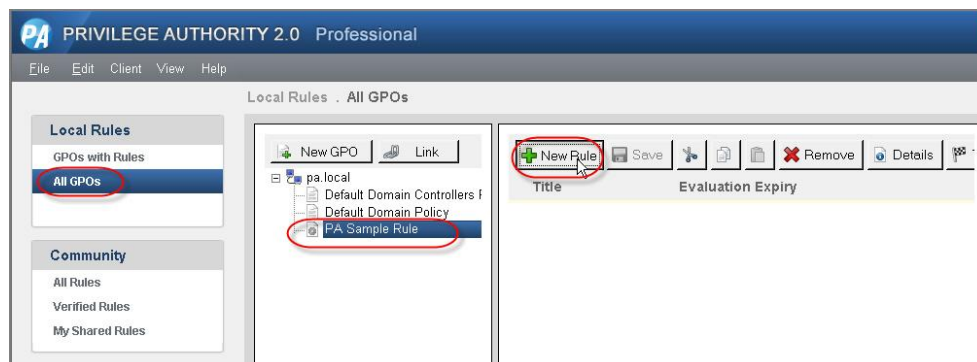 PA PRIVILEGE AUTHORITY 2.0 Professional
File Edit Client View Help
Local Rules . All GPOs
Local Rules
GPOs with Rules
All GPOs
Community
All Rules
Verified Rules
My Shared Rules
New GPO Link
pa.local
Default Domain Controllers
Default Domain Policy
PA Sample Rule
New Rule Save Remove Details
Title Evaluation Expiry